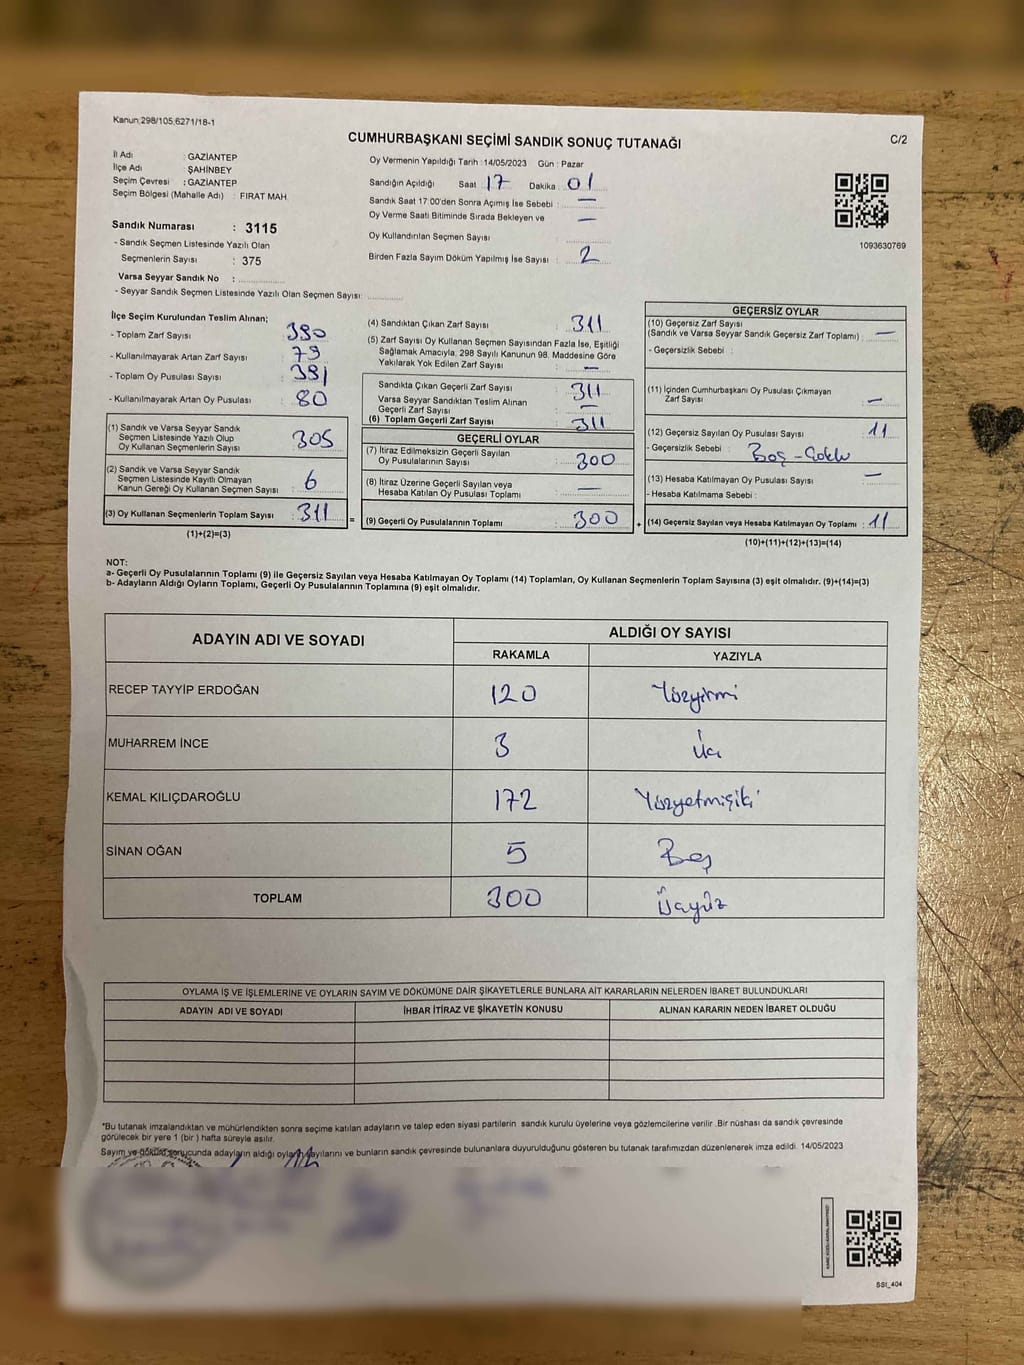 Kanun;298/105,6271/18-1
CUMHURBAŞKANI SEÇİMİ SANDIK SONUÇ TUTANAĞI
C/2
İl Adı : GAZİANTEP
İlçe Adı : ŞAHİNBEY
Seçim Çevresi : GAZİANTEP
Seçim Bölgesi (Mahalle Adı) : FIRAT MAH.
Sandık Numarası : 3115
- Sandık Seçmen Listesinde Yazılı Olan
Seçmenlerin Sayısı : 375
Varsa Seyyar Sandık No :
- Seyyar Sandık Seçmen Listesinde Yazılı Olan Seçmen Sayısı:
Oy Vermenin Yapıldığı Tarih : 14/05/2023 Gün : Pazar
Sandığın Açıldığı Saat 17 Dakika 01
Sandık Saat 17:00'den Sonra Açımış İse Sebebi : —
Oy Verme Saati Bitiminde Sırada Bekleyen ve —
Oy Kullandırılan Seçmen Sayısı
Birden Fazla Sayım Döküm Yapılmış İse Sayısı : 2
1093630769
İlçe Seçim Kurulundan Teslim Alınan;
- Toplam Zarf Sayısı : 390
- Kullanılmayarak Artan Zarf Sayısı : 79
- Toplam Oy Pusulası Sayısı : 391
- Kullanılmayarak Artan Oy Pusulası : 80
(1) Sandık ve Varsa Seyyar Sandık
Seçmen Listesinde Yazılı Olup
Oy Kullanan Seçmenlerin Sayısı : 305
(2) Sandık ve Varsa Seyyar Sandık
Seçmen Listesinde Kayıtlı Olmayan
Kanun Gereği Oy Kullanan Seçmen Sayısı : 6
(3) Oy Kullanan Seçmenlerin Toplam Sayısı : 311
(1)+(2)=(3)
(4) Sandıktan Çıkan Zarf Sayısı : 311
(5) Zarf Sayısı Oy Kullanan Seçmen Sayısından Fazla İse, Eşitliği
Sağlamak Amacıyla, 298 Sayılı Kanunun 98. Maddesine Göre
Yakılarak Yok Edilen Zarf Sayısı : —
Sandıkta Çıkan Geçerli Zarf Sayısı : 311
Varsa Seyyar Sandıktan Teslim Alınan
Geçerli Zarf Sayısı : —
(6) Toplam Geçerli Zarf Sayısı : 311
GEÇERLİ OYLAR
(7) İtiraz Edilmeksizin Geçerli Sayılan
Oy Pusulalarının Sayısı : 300
(8) İtiraz Üzerine Geçerli Sayılan veya
Hesaba Katılan Oy Pusulası Toplamı : —
= (9) Geçerli Oy Pusulalarının Toplamı : 300 +
GEÇERSİZ OYLAR
(10) Geçersiz Zarf Sayısı
(Sandık ve Varsa Seyyar Sandık Geçersiz Zarf Toplamı) : —
- Geçersizlik Sebebi :
(11) İçinden Cumhurbaşkanı Oy Pusulası Çıkmayan
Zarf Sayısı : —
(12) Geçersiz Sayılan Oy Pusulası Sayısı : 11
- Geçersizlik Sebebi : Boş - Çoklu
(13) Hesaba Katılmayan Oy Pusulası Sayısı : —
- Hesaba Katılmama Sebebi :
(14) Geçersiz Sayılan veya Hesaba Katılmayan Oy Toplamı : 11
(10)+(11)+(12)+(13)=(14)
NOT:
a- Geçerli Oy Pusulalarının Toplamı (9) ile Geçersiz Sayılan veya Hesaba Katılmayan Oy Toplamı (14) Toplamları, Oy Kullanan Seçmenlerin Toplam Sayısına (3) eşit olmalıdır. (9)+(14)=(3)
b- Adayların Aldığı Oyların Toplamı, Geçerli Oy Pusulalarının Toplamına (9) eşit olmalıdır.
ADAYIN ADI VE SOYADI ALDIĞI OY SAYISI
RAKAMLA YAZIYLA
RECEP TAYYİP ERDOĞAN 120 Yüzyirmi
MUHARREM İNCE 3 Üç
KEMAL KILIÇDAROĞLU 172 Yüzyetmişiki
SİNAN OĞAN 5 Beş
TOPLAM 300 Üçyüz
OYLAMA İŞ VE İŞLEMLERİNE VE OYLARIN SAYIM VE DÖKÜMÜNE DAİR ŞİKAYETLERLE BUNLARA AİT KARARLARIN NELERDEN İBARET BULUNDUKLARI
ADAYIN ADI VE SOYADI İHBAR İTİRAZ VE ŞİKAYETİN KONUSU ALINAN KARARIN NEDEN İBARET OLDUĞU
*Bu tutanak imzalandıktan ve mühürlendikten sonra seçime katılan adayların ve talep eden siyasi partilerin sandık kurulu üyelerine veya gözlemcilerine verilir. Bir nüshası da sandık çevresinde
görülecek bir yere 1 (bir ) hafta süreyle asılır.
Sayım ve döküm sonucunda adayların aldığı oyların sayılarını ve bunların sandık çevresinde bulunanlara duyurulduğunu gösteren bu tutanak tarafımızdan düzenlenerek imza edildi. 14/05/2023
SSI_404